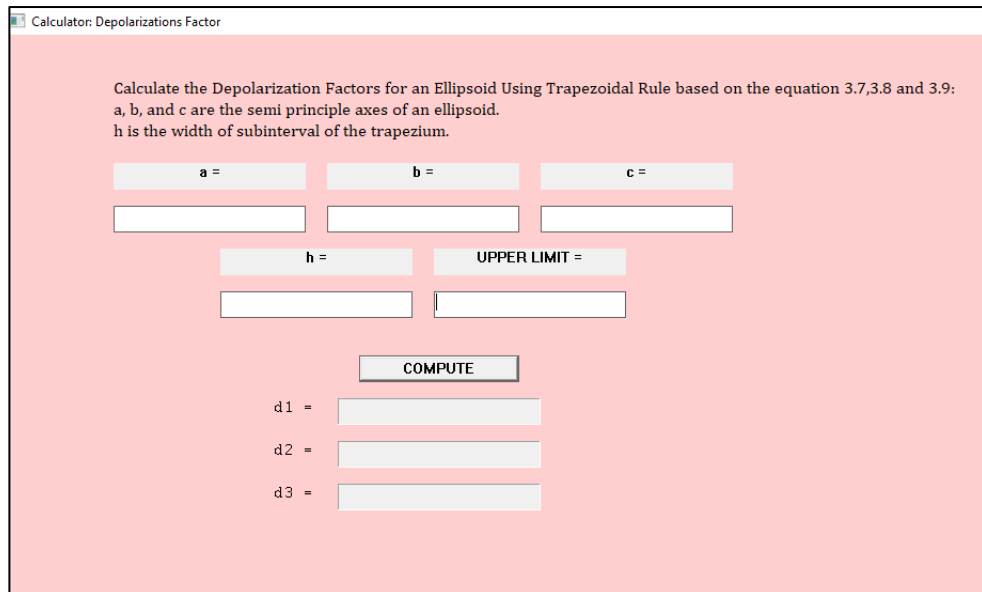 Calculator: Depolarizations Factor
Calculate the Depolarization Factors for an Ellipsoid Using Trapezoidal Rule based on the equation 3.7,3.8 and 3.9:
a, b, and c are the semi principle axes of an ellipsoid.
h is the width of subinterval of the trapezium.
a = b = c =
h = UPPER LIMIT =
COMPUTE
d1 =
d2 =
d3 =